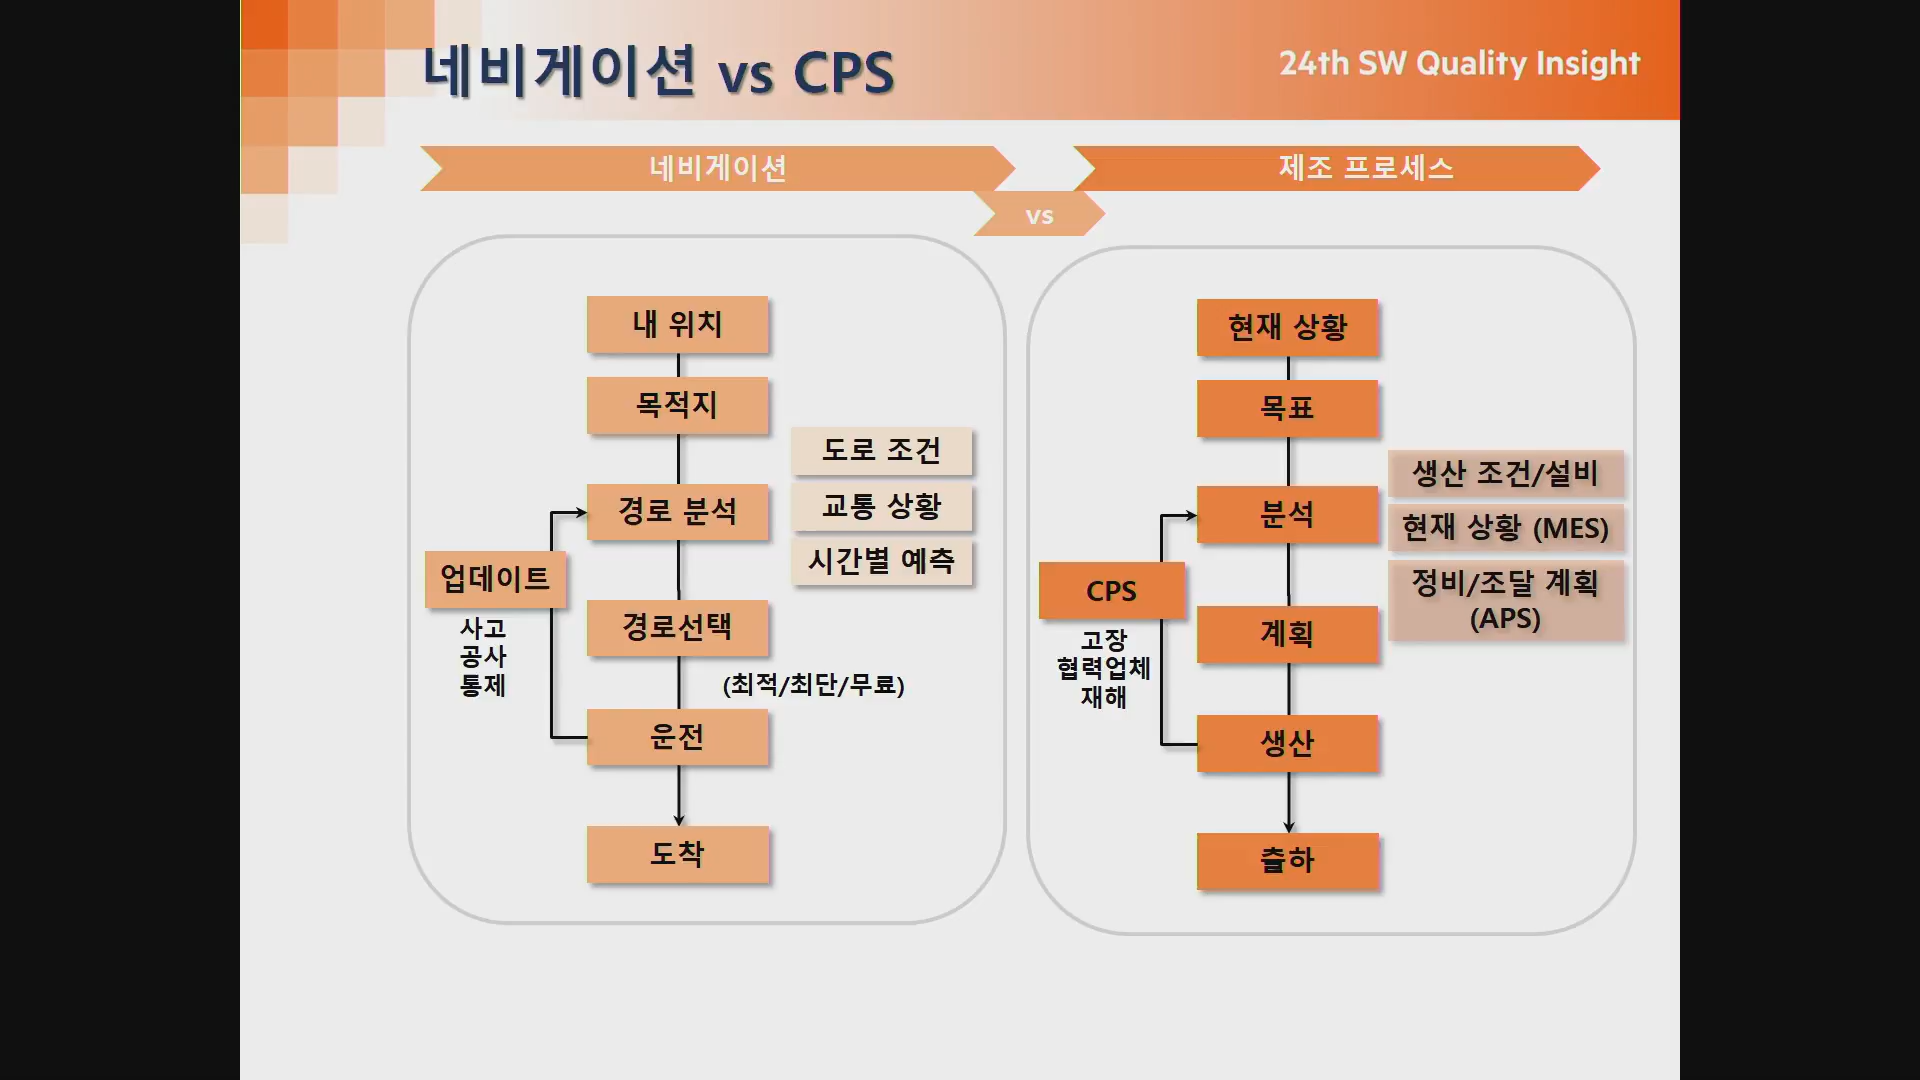 네비게이션 vs CPS
24th SW Quality Insight
네비게이션
vs
제조 프로세스
내 위치
목적지
경로 분석
도로 조건
교통 상황
시간별 예측
업데이트
사고
공사
통제
경로선택
(최적/최단/무료)
운전
도착
현재 상황
목표
분석
생산 조건/설비
현재 상황 (MES)
정비/조달 계획
(APS)
CPS
고장
협력업체
재해
계획
생산
출하